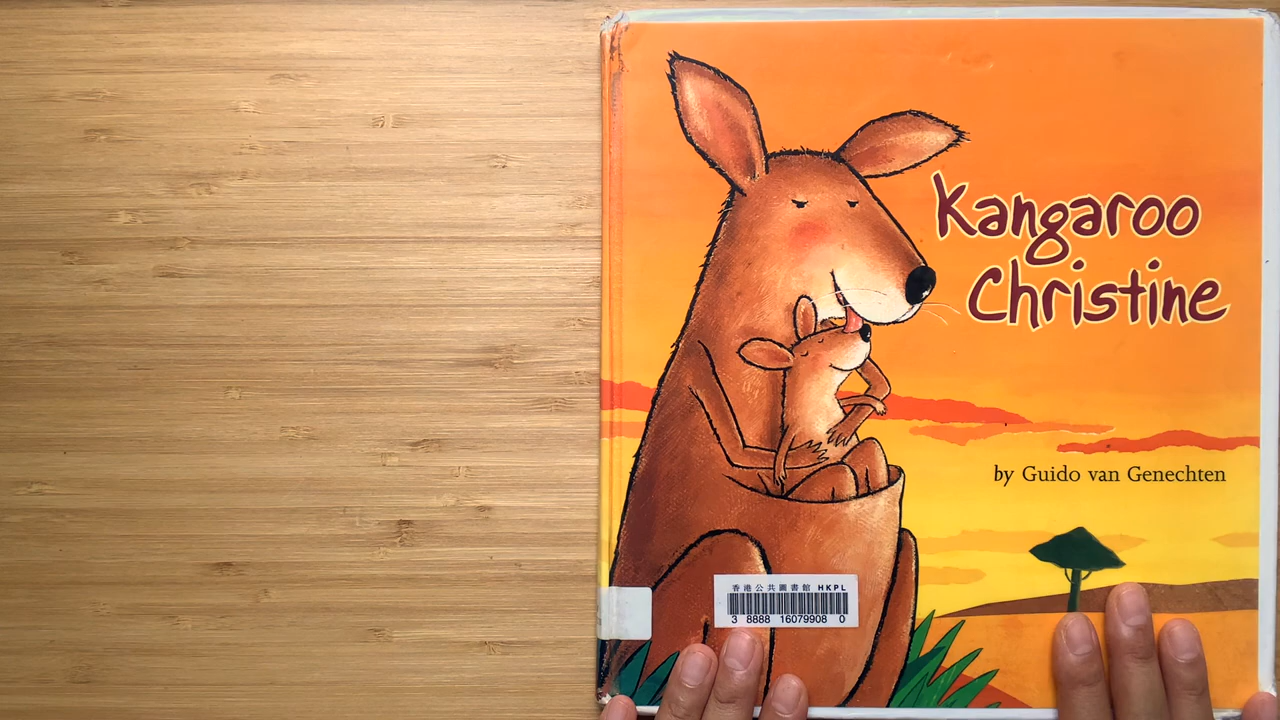 Kangaroo
Christine
by Guido van Genechten
香港公共圖書館 HKPL
3 8888 16079908 0